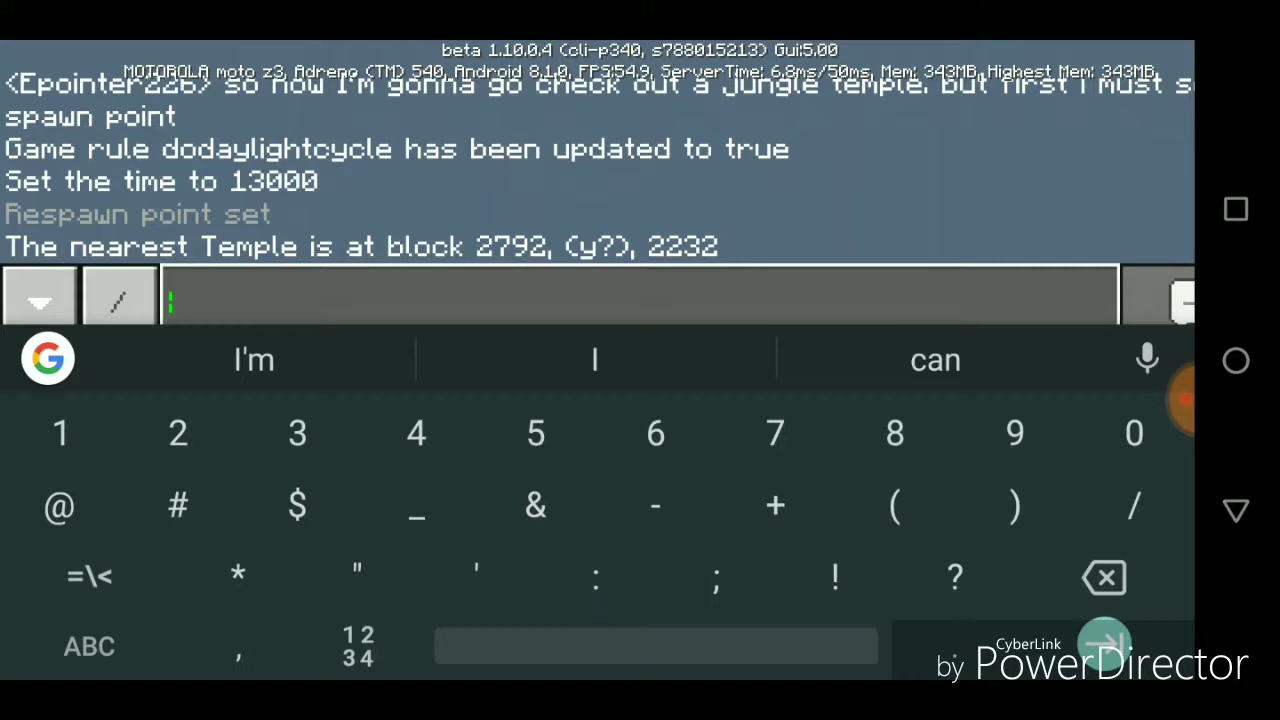 beta 1.10.0.4 (cli-p340, s788015213) Gui:5,00
MOTOROLA moto z3, Adreno (TM) 540, Android 8.1.0, FPS:54.9, ServerTime: 6.8ms/50ms, Mem: 343MB, Highest Mem: 343MB
<Epointer226> so now I'm gonna go check out a jungle temple. but first i must s
spawn point
Game rule dodaylightcycle has been updated to true
Set the time to 13000
Respawn point set
The nearest Temple is at block 2792, (y?), 2232
/
G I'm I can
1 2 3 4 5 6 7 8 9 0
@ # $ _ & - + ( ) /
=\< * " ' : ; ! ?
ABC , 12 34 .
CyberLink
by PowerDirector